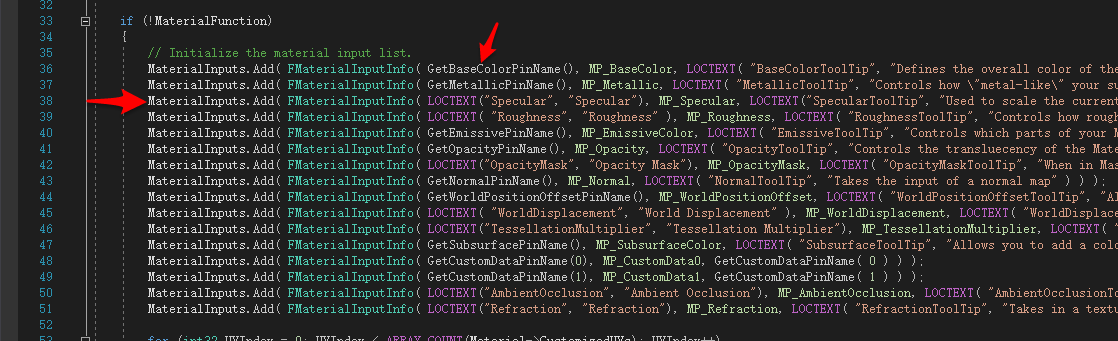 32
33 if (!MaterialFunction)
34 {
35 // Initialize the material input list.
36 MaterialInputs.Add( FMaterialInputInfo( GetBaseColorPinName(), MP_BaseColor, LOCTEXT( "BaseColorToolTip", "Defines the overall color of the
37 MaterialInputs.Add( FMaterialInputInfo( GetMetallicPinName(), MP_Metallic, LOCTEXT( "MetallicToolTip", "Controls how \"metal-like\" your su
38 MaterialInputs.Add( FMaterialInputInfo( LOCTEXT("Specular", "Specular"), MP_Specular, LOCTEXT("SpecularToolTip", "Used to scale the current
39 MaterialInputs.Add( FMaterialInputInfo( LOCTEXT( "Roughness", "Roughness" ), MP_Roughness, LOCTEXT( "RoughnessToolTip", "Controls how rough
40 MaterialInputs.Add( FMaterialInputInfo( GetEmissivePinName(), MP_EmissiveColor, LOCTEXT( "EmissiveToolTip", "Controls which parts of your M
41 MaterialInputs.Add( FMaterialInputInfo( GetOpacityPinName(), MP_Opacity, LOCTEXT( "OpacityToolTip", "Controls the transluecency of the Mate
42 MaterialInputs.Add( FMaterialInputInfo( LOCTEXT("OpacityMask", "Opacity Mask"), MP_OpacityMask, LOCTEXT( "OpacityMaskToolTip", "When in Mas
43 MaterialInputs.Add( FMaterialInputInfo( GetNormalPinName(), MP_Normal, LOCTEXT( "NormalToolTip", "Takes the input of a normal map" ) ) );
44 MaterialInputs.Add( FMaterialInputInfo( GetWorldPositionOffsetPinName(), MP_WorldPositionOffset, LOCTEXT( "WorldPositionOffsetToolTip", "Al
45 MaterialInputs.Add( FMaterialInputInfo( LOCTEXT( "WorldDisplacement", "World Displacement" ), MP_WorldDisplacement, LOCTEXT( "WorldDisplac
46 MaterialInputs.Add( FMaterialInputInfo( LOCTEXT( "TessellationMultiplier", "Tessellation Multiplier"), MP_TessellationMultiplier, LOCTEXT( "
47 MaterialInputs.Add( FMaterialInputInfo( GetSubsurfacePinName(), MP_SubsurfaceColor, LOCTEXT( "SubsurfaceToolTip", "Allows you to add a colo
48 MaterialInputs.Add( FMaterialInputInfo( GetCustomDataPinName(0), MP_CustomData0, GetCustomDataPinName( 0 ) ) );
49 MaterialInputs.Add( FMaterialInputInfo( GetCustomDataPinName(1), MP_CustomData1, GetCustomDataPinName( 1 ) ) );
50 MaterialInputs.Add( FMaterialInputInfo( LOCTEXT("AmbientOcclusion", "Ambient Occlusion"), MP_AmbientOcclusion, LOCTEXT( "AmbientOcclusionTo
51 MaterialInputs.Add( FMaterialInputInfo( LOCTEXT("Refraction", "Refraction"), MP_Refraction, LOCTEXT( "RefractionToolTip", "Takes in a textu
52
53 for (int32 UVIndex = 0; UVIndex < ARRAY_COUNT(Material->CustomizedUVs); UVIndex++)